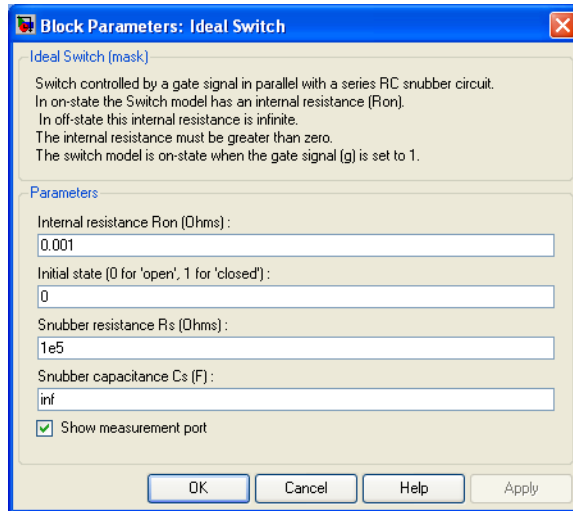 Block Parameters: Ideal Switch
Ideal Switch (mask)
Switch controlled by a gate signal in parallel with a series RC snubber circuit.
In on-state the Switch model has an internal resistance (Ron).
In off-state this internal resistance is infinite.
The internal resistance must be greater than zero.
The switch model is on-state when the gate signal (g) is set to 1.
Parameters
Internal resistance Ron (Ohms) :
0.001
Initial state (0 for 'open', 1 for 'closed') :
0
Snubber resistance Rs (Ohms) :
1e5
Snubber capacitance Cs (F) :
inf
Show measurement port
OK Cancel Help Apply